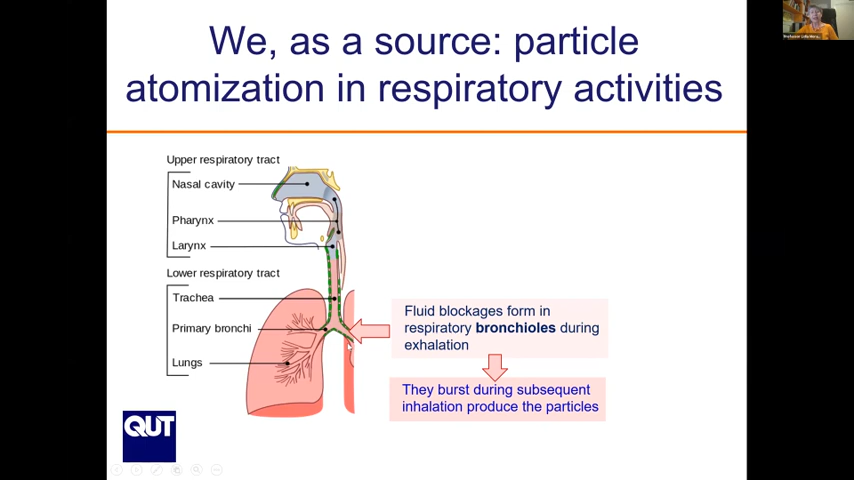 We, as a source: particle
atomization in respiratory activities
Upper respiratory tract
Nasal cavity
Pharynx
Larynx
Lower respiratory tract
Trachea
Primary bronchi
Lungs
Fluid blockages form in
respiratory bronchioles during
exhalation
They burst during subsequent
inhalation produce the particles
QUT